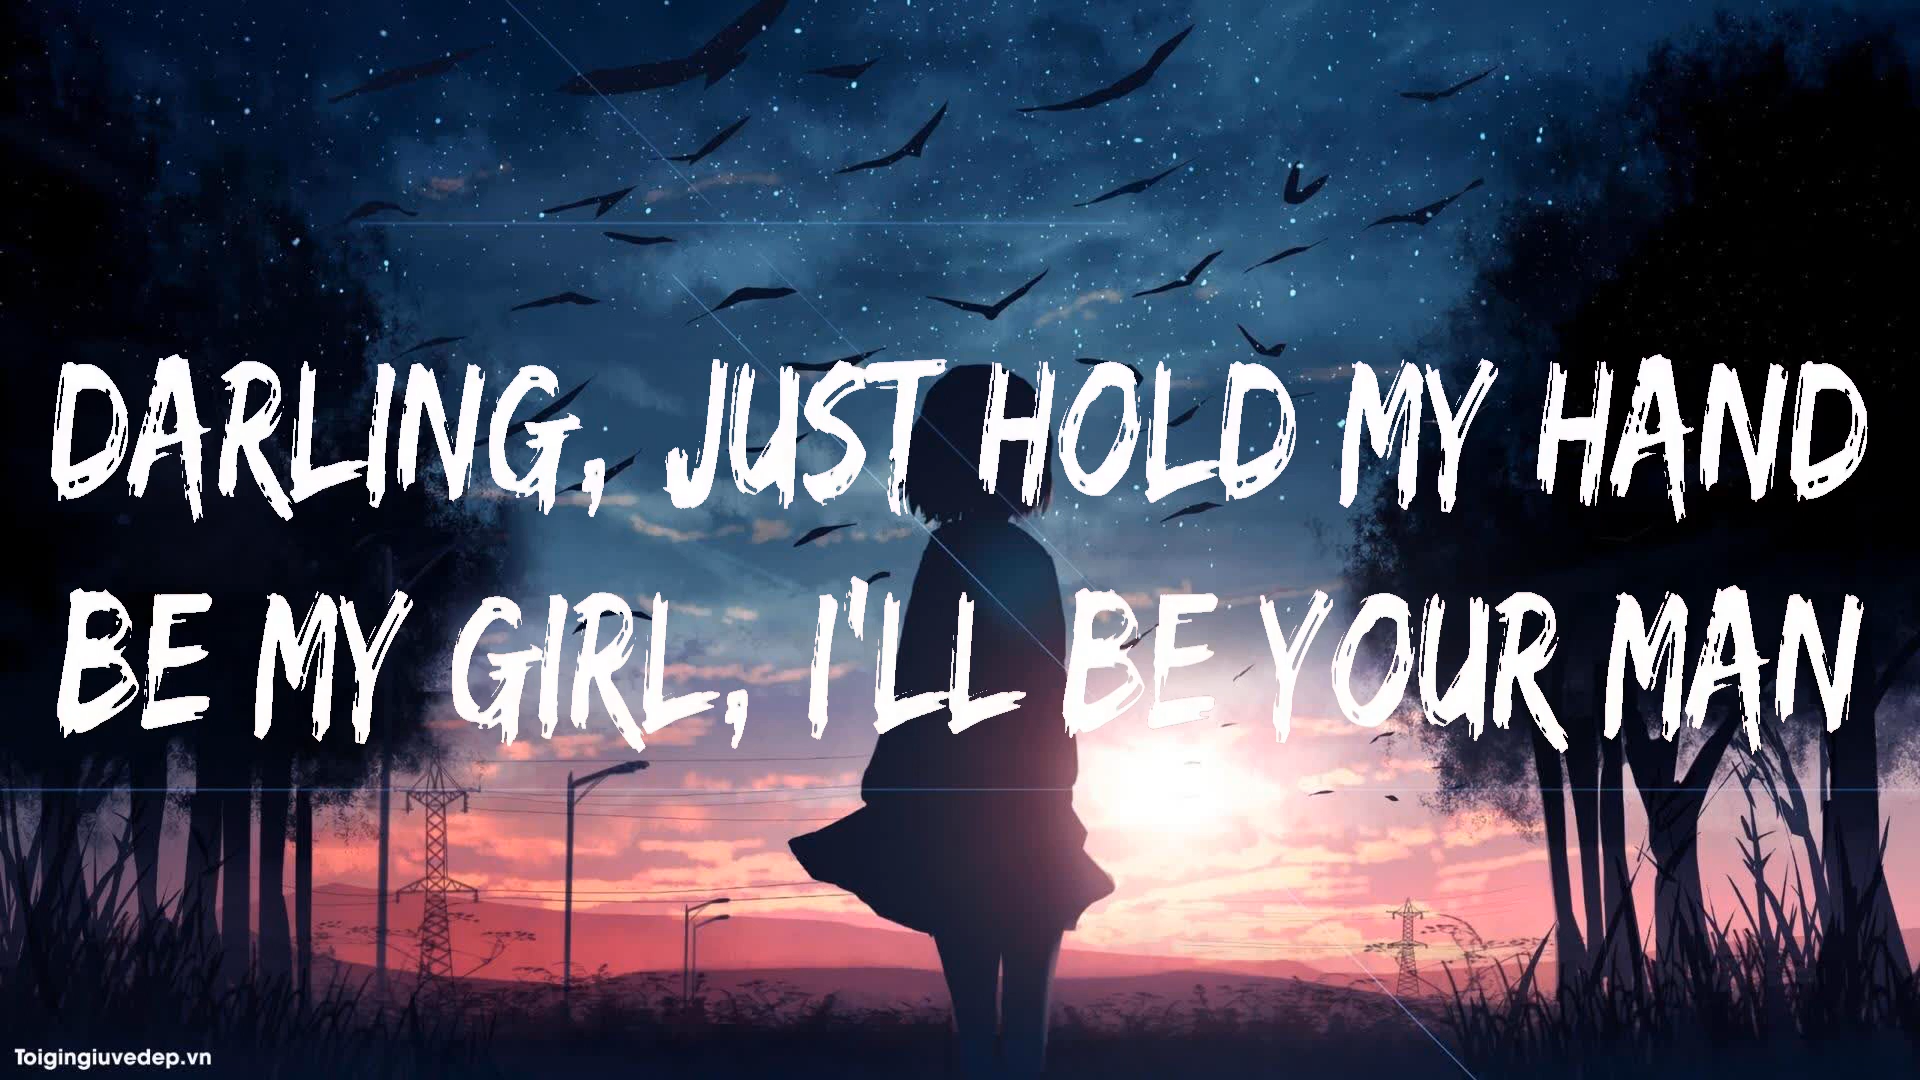 DARLING, JUST HOLD MY HAND
BE MY GIRL, I'LL BE YOUR MAN
Toigingiuvedep.vn